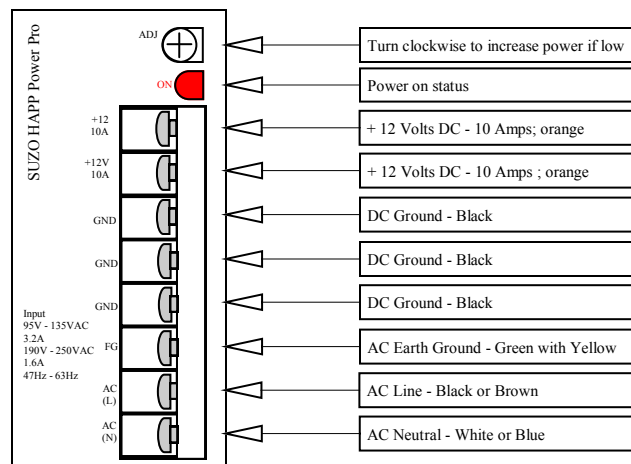 SUZO HAPP Power Pro
ADJ
Turn clockwise to increase power if low
ON
Power on status
+12
10A
+ 12 Volts DC - 10 Amps; orange
+12V
10A
+ 12 Volts DC - 10 Amps ; orange
GND
DC Ground - Black
GND
DC Ground - Black
GND
DC Ground - Black
Input
95V - 135VAC
3.2A
190V - 250VAC
1.6A
47Hz - 63Hz
FG
AC Earth Ground - Green with Yellow
AC
(L)
AC Line - Black or Brown
AC
(N)
AC Neutral - White or Blue